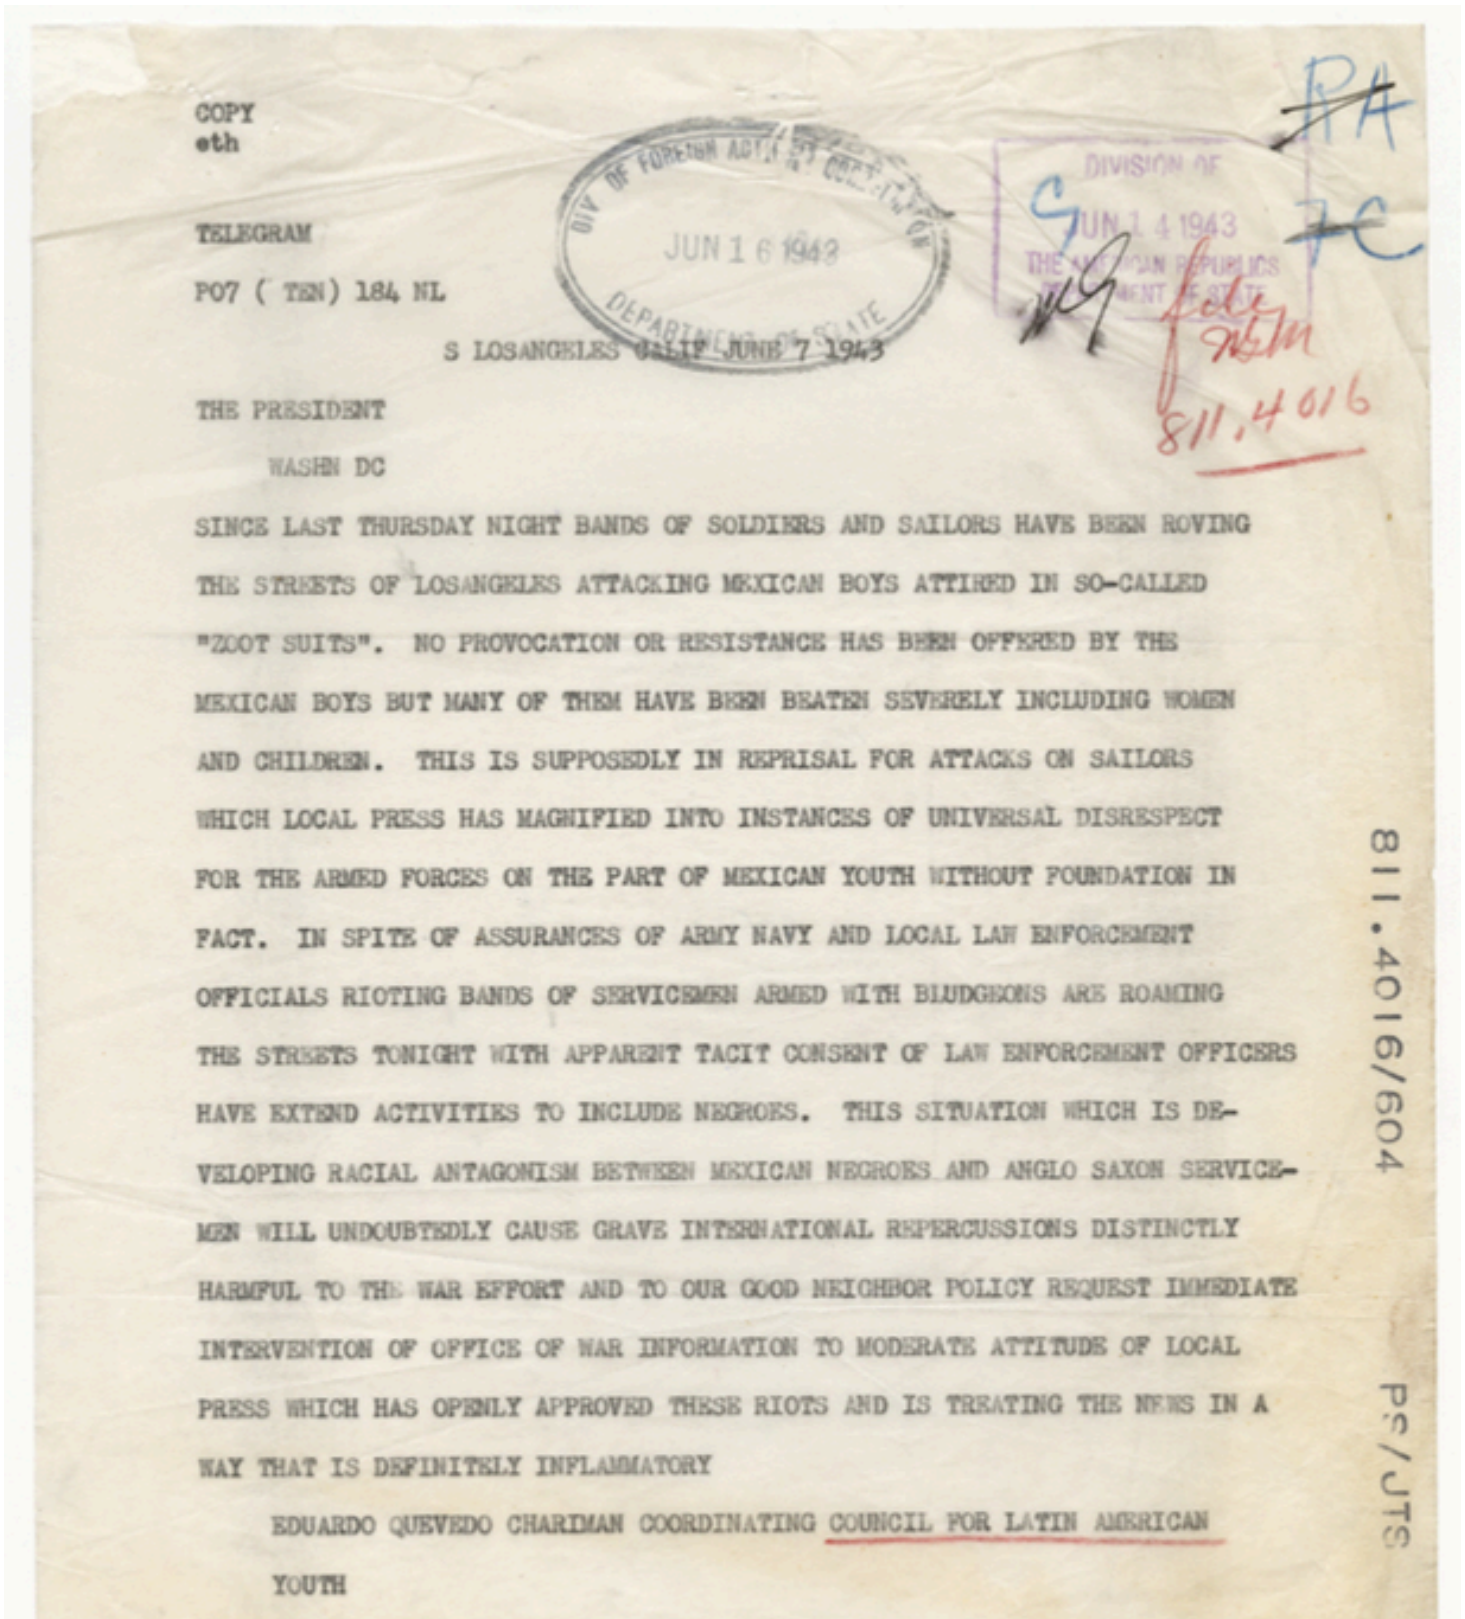 COPY
eth
TELEGRAM
PO7 ( TEN) 184 NL
S LOSANGELES CALIF JUNE 7 1943
DIV OF FOREIGN
JUN 16 1943
DEPARTMENT OF STATE
DIVISION OF
JUN 14 1943
THE AMERICAN REPUBLICS
DEPARTMENT OF STATE
RA
FC
811.4016
THE PRESIDENT
WASHN DC
SINCE LAST THURSDAY NIGHT BANDS OF SOLDIERS AND SAILORS HAVE BEEN ROVING
THE STREETS OF LOSANGELES ATTACKING MEXICAN BOYS ATTIRED IN SO-CALLED
"ZOOT SUITS". NO PROVOCATION OR RESISTANCE HAS BEEN OFFERED BY THE
MEXICAN BOYS BUT MANY OF THEM HAVE BEEN BEATEN SEVERELY INCLUDING WOMEN
AND CHILDREN. THIS IS SUPPOSEDLY IN REPRISAL FOR ATTACKS ON SAILORS
WHICH LOCAL PRESS HAS MAGNIFIED INTO INSTANCES OF UNIVERSAL DISRESPECT
FOR THE ARMED FORCES ON THE PART OF MEXICAN YOUTH WITHOUT FOUNDATION IN
FACT. IN SPITE OF ASSURANCES OF ARMY NAVY AND LOCAL LAW ENFORCEMENT
OFFICIALS RIOTING BANDS OF SERVICEMEN ARMED WITH BLUDGEONS ARE ROAMING
THE STREETS TONIGHT WITH APPARENT TACIT CONSENT OF LAW ENFORCEMENT OFFICERS
HAVE EXTEND ACTIVITIES TO INCLUDE NEGROES. THIS SITUATION WHICH IS DE-
VELOPING RACIAL ANTAGONISM BETWEEN MEXICAN NEGROES AND ANGLO SAXON SERVICE-
MEN WILL UNDOUBTEDLY CAUSE GRAVE INTERNATIONAL REPERCUSSIONS DISTINCTLY
HARMFUL TO THE WAR EFFORT AND TO OUR GOOD NEIGHBOR POLICY REQUEST IMMEDIATE
INTERVENTION OF OFFICE OF WAR INFORMATION TO MODERATE ATTITUDE OF LOCAL
PRESS WHICH HAS OPENLY APPROVED THESE RIOTS AND IS TREATING THE NEWS IN A
WAY THAT IS DEFINITELY INFLAMMATORY
EDUARDO QUEVEDO CHARIMAN COORDINATING COUNCIL FOR LATIN AMERICAN
YOUTH
811.4016/604
PS/JTS